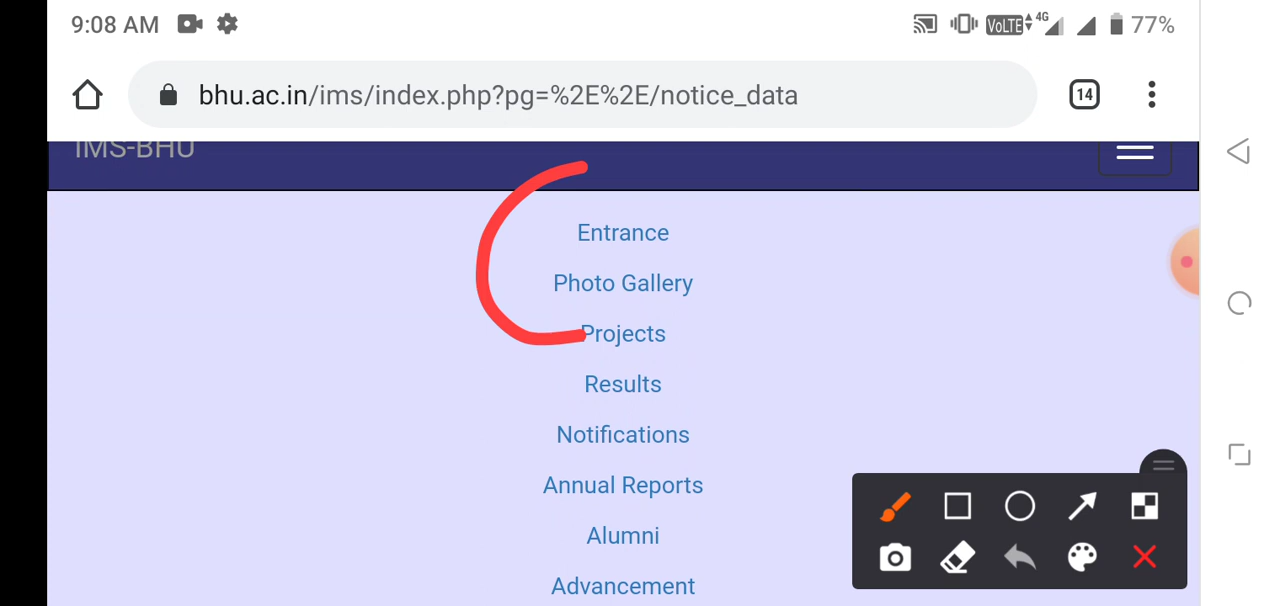 9:08 AM VoLTE 4G 77%
bhu.ac.in/ims/index.php?pg=%2E%2E/notice_data 14
IMS-BHU
Entrance
Photo Gallery
Projects
Results
Notifications
Annual Reports
Alumni
Advancement